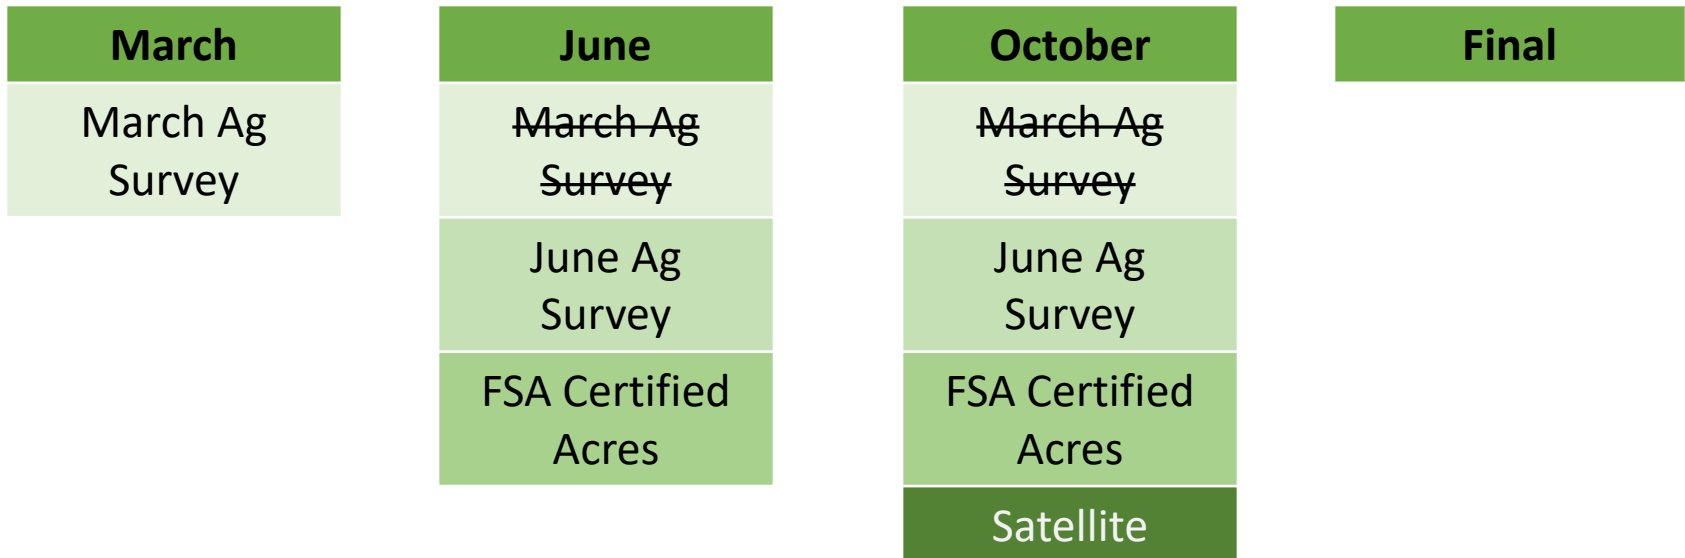 March
March Ag
Survey
June
March Ag
Survey
June Ag
Survey
FSA Certified
Acres
October
March Ag
Survey
June Ag
Survey
FSA Certified
Acres
Satellite
Final